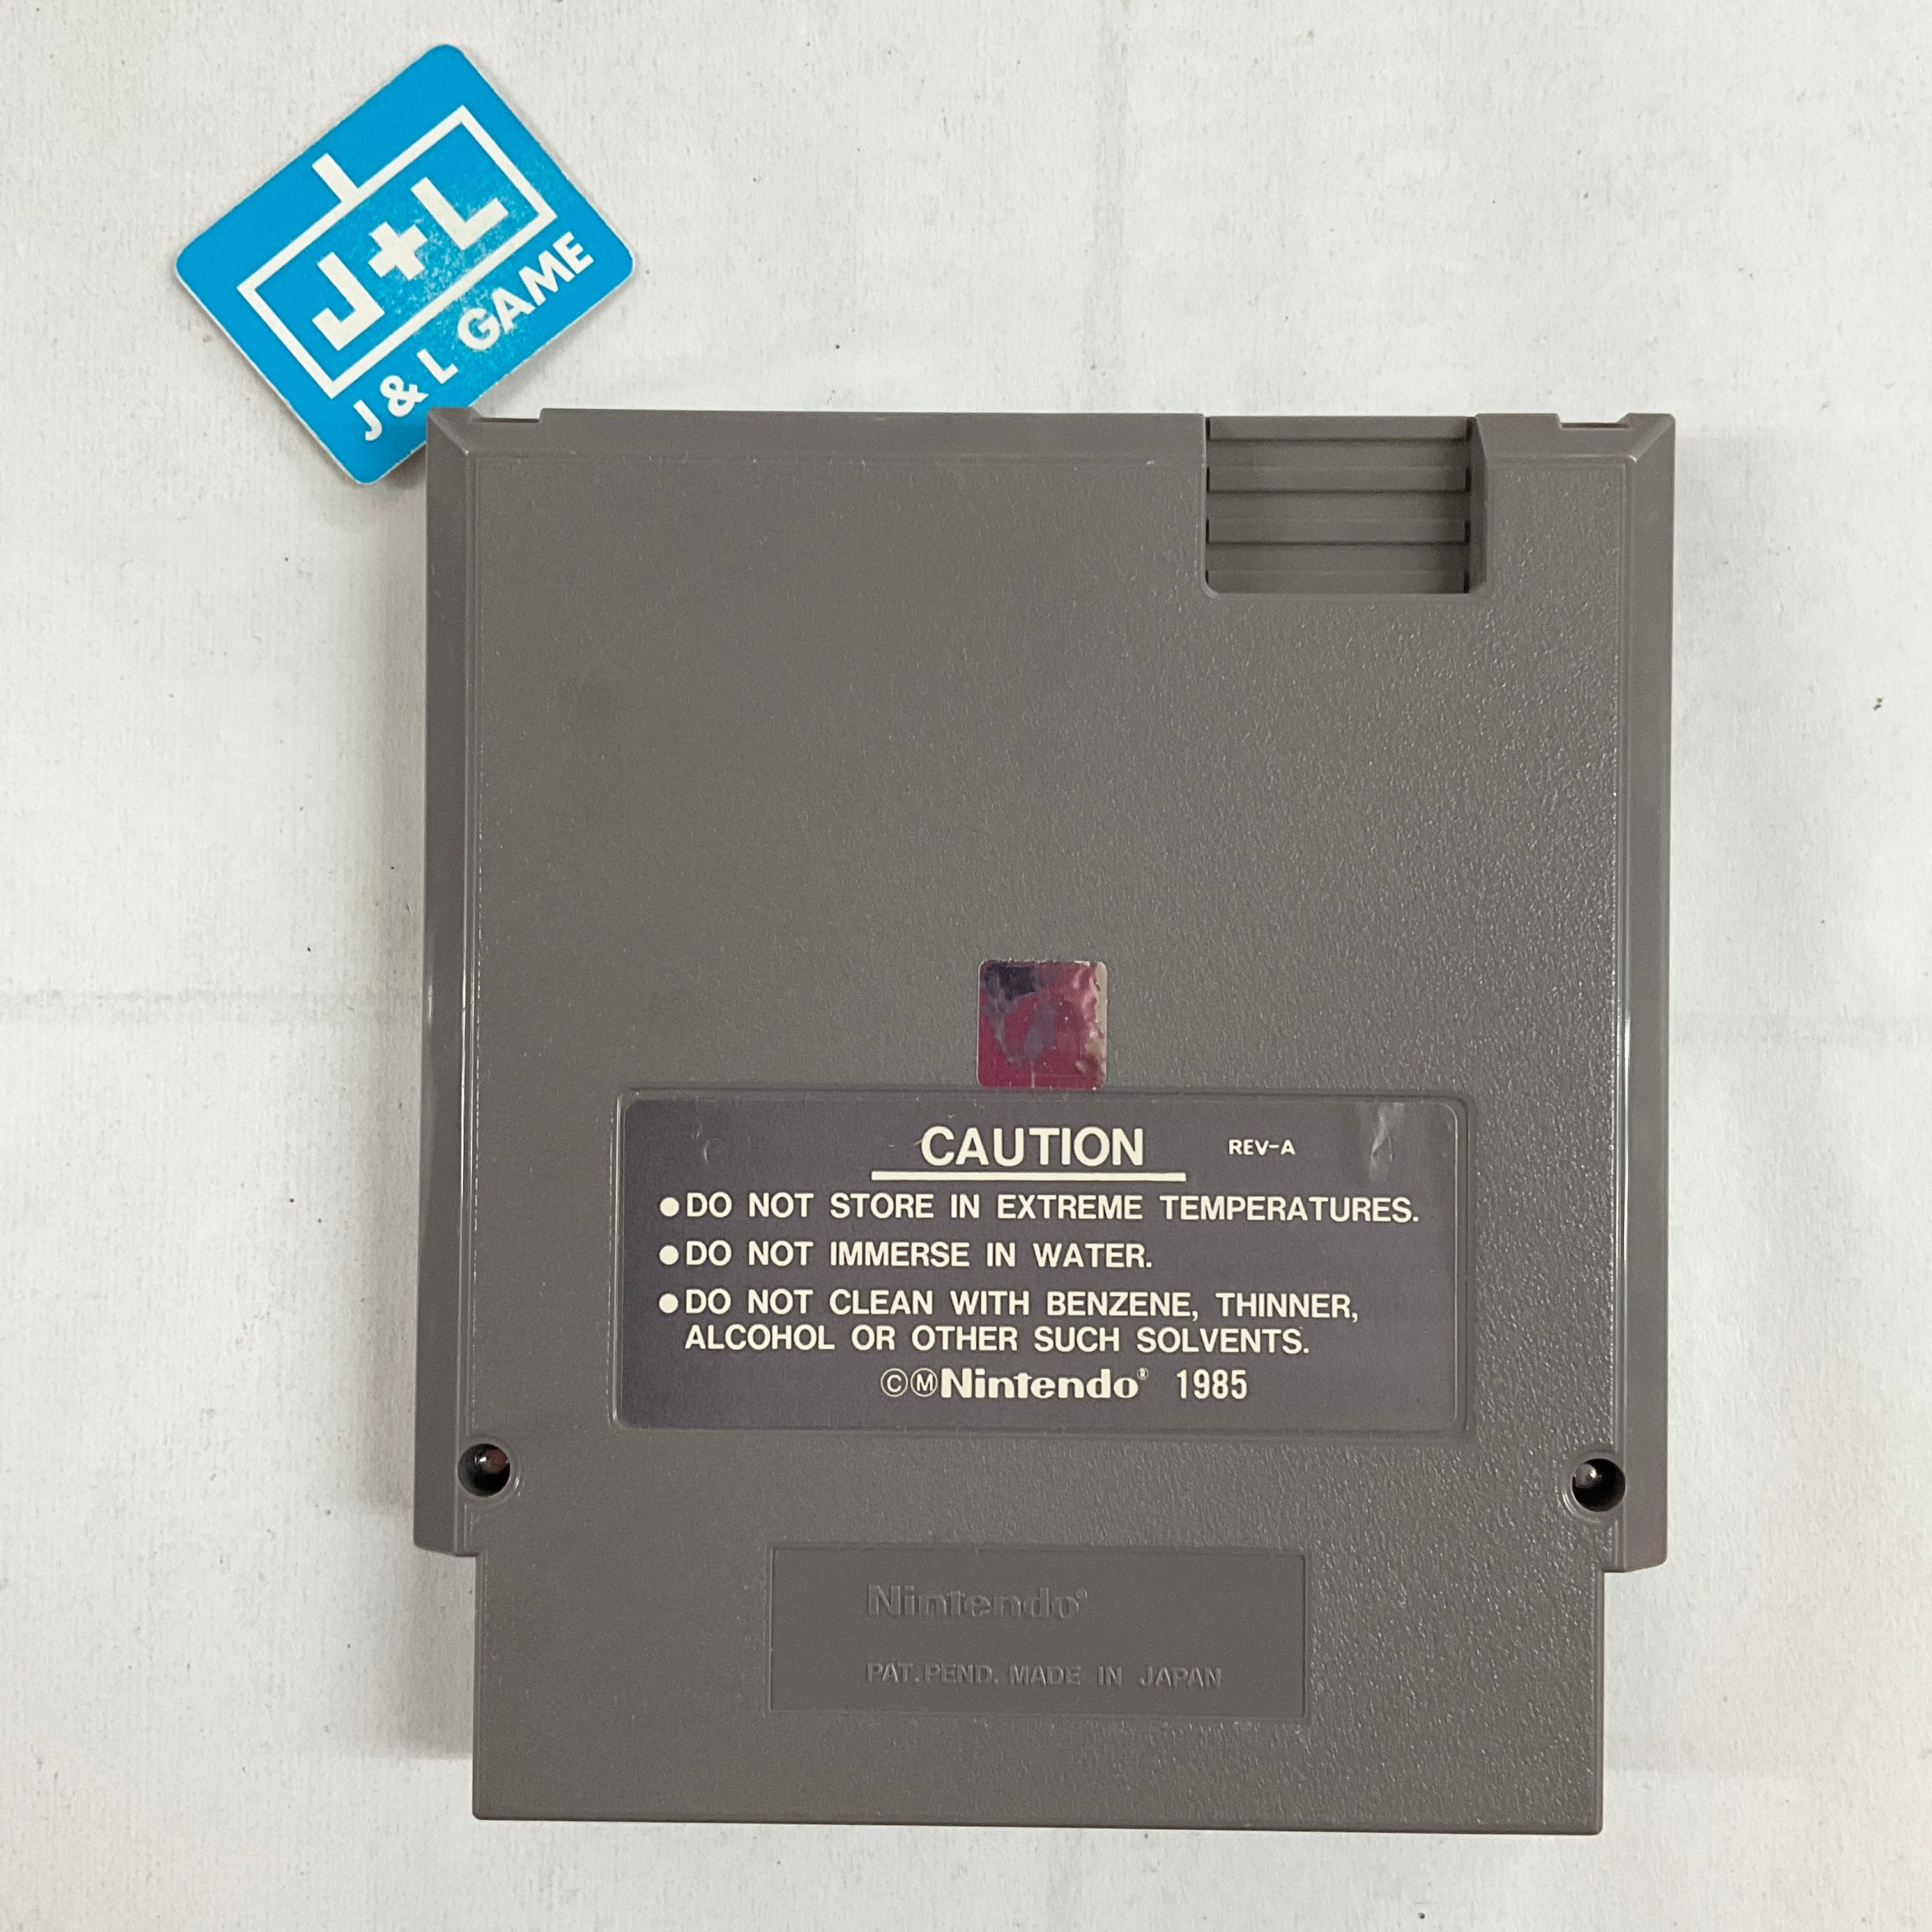 J+L
J & L GAME
CAUTION REV-A
●DO NOT STORE IN EXTREME TEMPERATURES.
●DO NOT IMMERSE IN WATER.
●DO NOT CLEAN WITH BENZENE, THINNER,
ALCOHOL OR OTHER SUCH SOLVENTS.
©ⓂNintendo® 1985
Nintendo®
PAT.PEND. MADE IN JAPAN